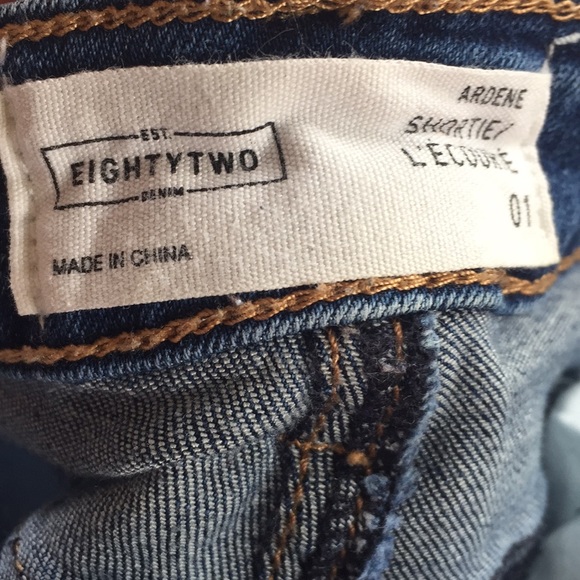 EST.
EIGHTYTWO
DENIM
MADE IN CHINA
ARDENE
SHORTIE/
L'ÉCOURTÉ
01